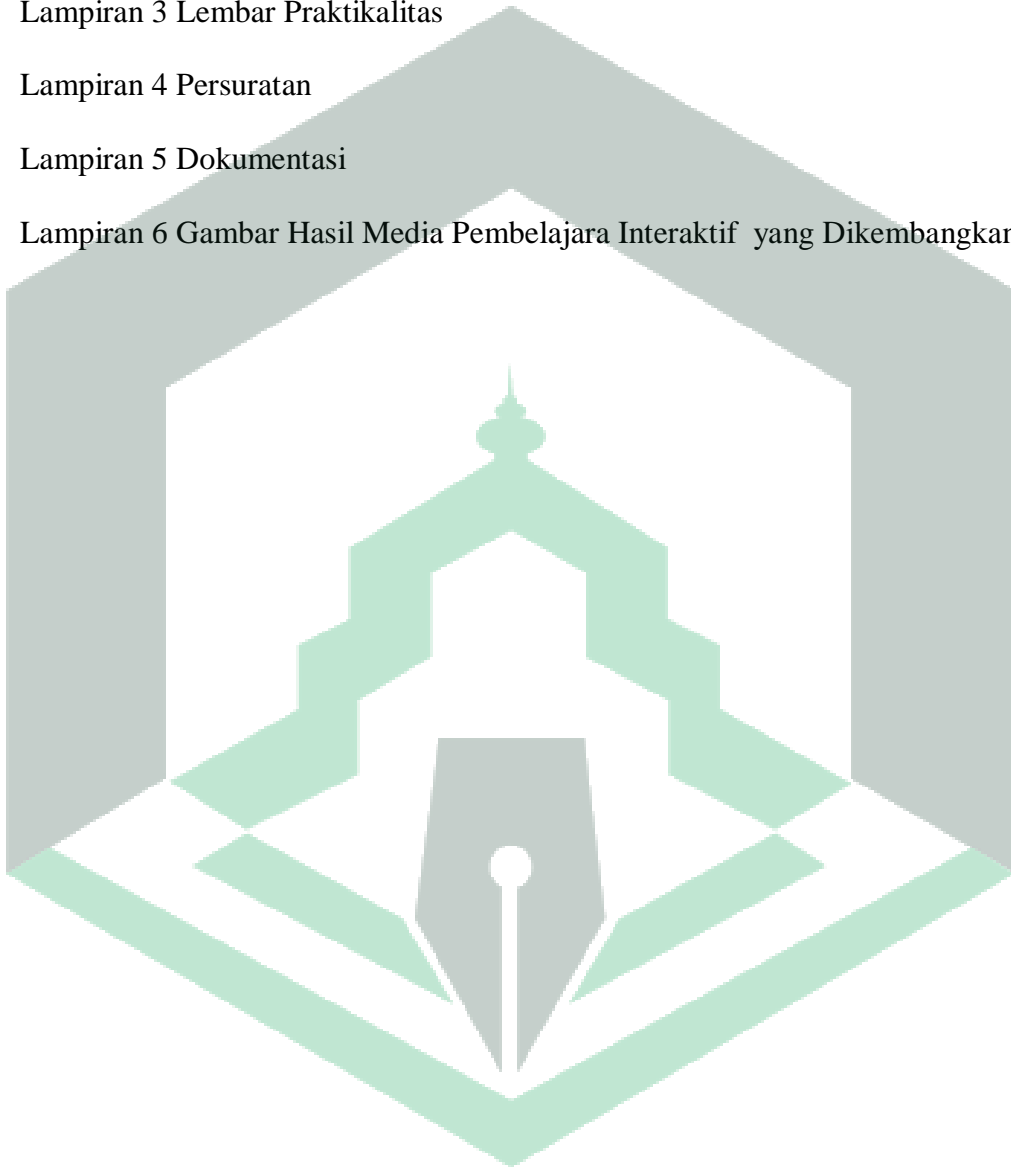 Lampiran 3 Lembar Praktikalitas
Lampiran 4 Persuratan
Lampiran 5 Dokumentasi
Lampiran 6 Gambar Hasil Media Pembelajara Interaktif  yang Dikembangkan